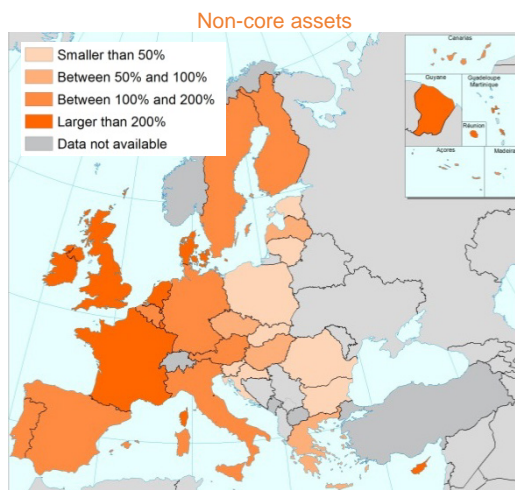 Non-core assets
Smaller than 50%
Between 50% and 100%
Between 100% and 200%
Larger than 200%
Data not available
Canarias
Guyane
Guadeloupe
Martinique
Réunion
Açores
Madeira